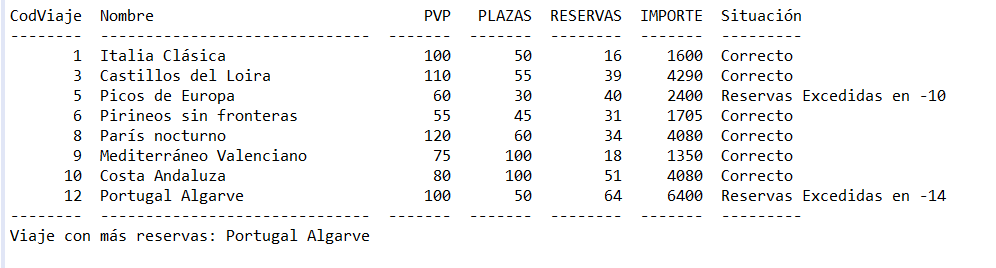 CodViaje  Nombre                            PVP   PLAZAS  RESERVAS  IMPORTE  Situación
--------  ------------------------------  -------  -------  --------  -------  ---------
       1  Italia Clásica                      100       50        16     1600  Correcto
       3  Castillos del Loira                 110       55        39     4290  Correcto
       5  Picos de Europa                      60       30        40     2400  Reservas Excedidas en -10
       6  Pirineos sin fronteras               55       45        31     1705  Correcto
       8  París nocturno                      120       60        34     4080  Correcto
       9  Mediterráneo Valenciano              75      100        18     1350  Correcto
      10  Costa Andaluza                       80      100        51     4080  Correcto
      12  Portugal Algarve                    100       50        64     6400  Reservas Excedidas en -14
--------  ------------------------------  -------  -------  --------  -------  ---------
Viaje con más reservas: Portugal Algarve